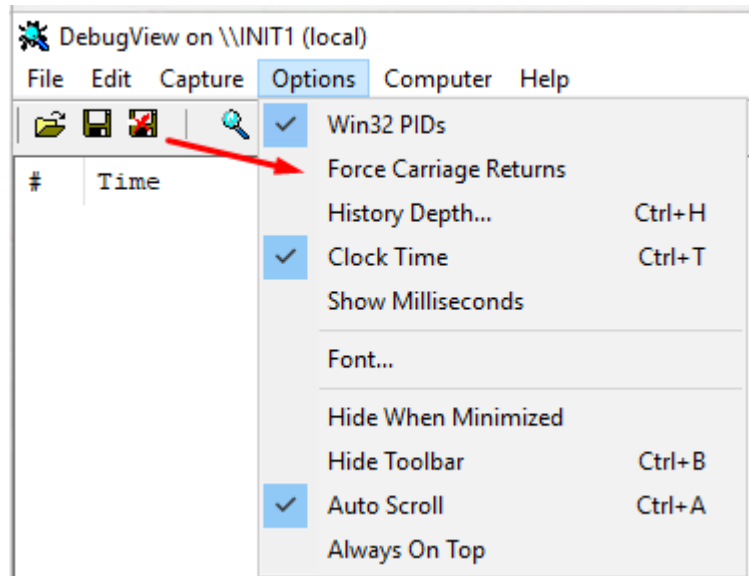 DebugView on \\INIT1 (local)
File Edit Capture Options Computer Help
# Time
Win32 PIDs
Force Carriage Returns
History Depth... Ctrl+H
Clock Time Ctrl+T
Show Milliseconds
Font...
Hide When Minimized
Hide Toolbar Ctrl+B
Auto Scroll Ctrl+A
Always On Top